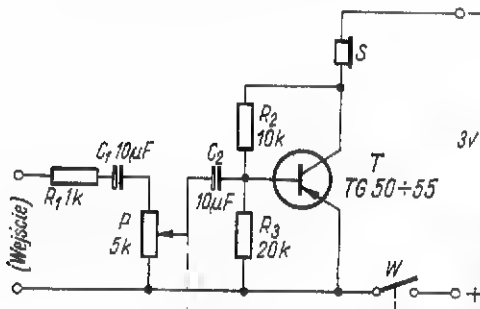 −
S
R2
10k
3V
C1 10μF
C2
T
TG 50÷55
R1 1k
10μF
P
5k
R3
20k
(Wejście)
W
+